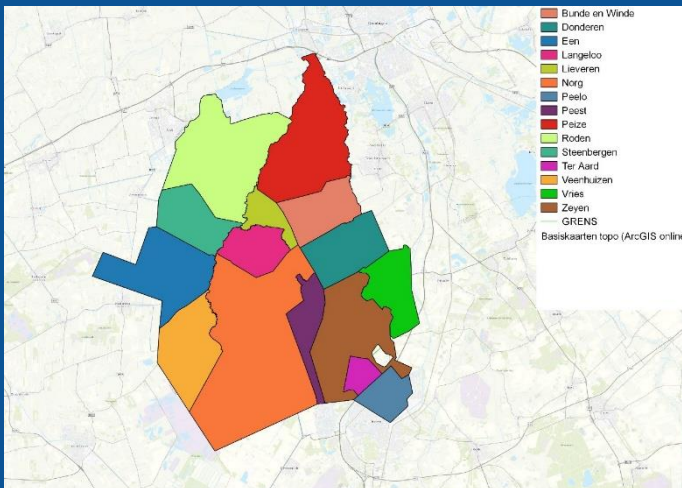 Bunde en Winde
Donderen
Een
Langeloo
Lieveren
Norg
Peelo
Peest
Peize
Roden
Steenbergen
Ter Aard
Veenhuizen
Vries
Zeyen
GRENS
Basiskaarten topo (ArcGIS online